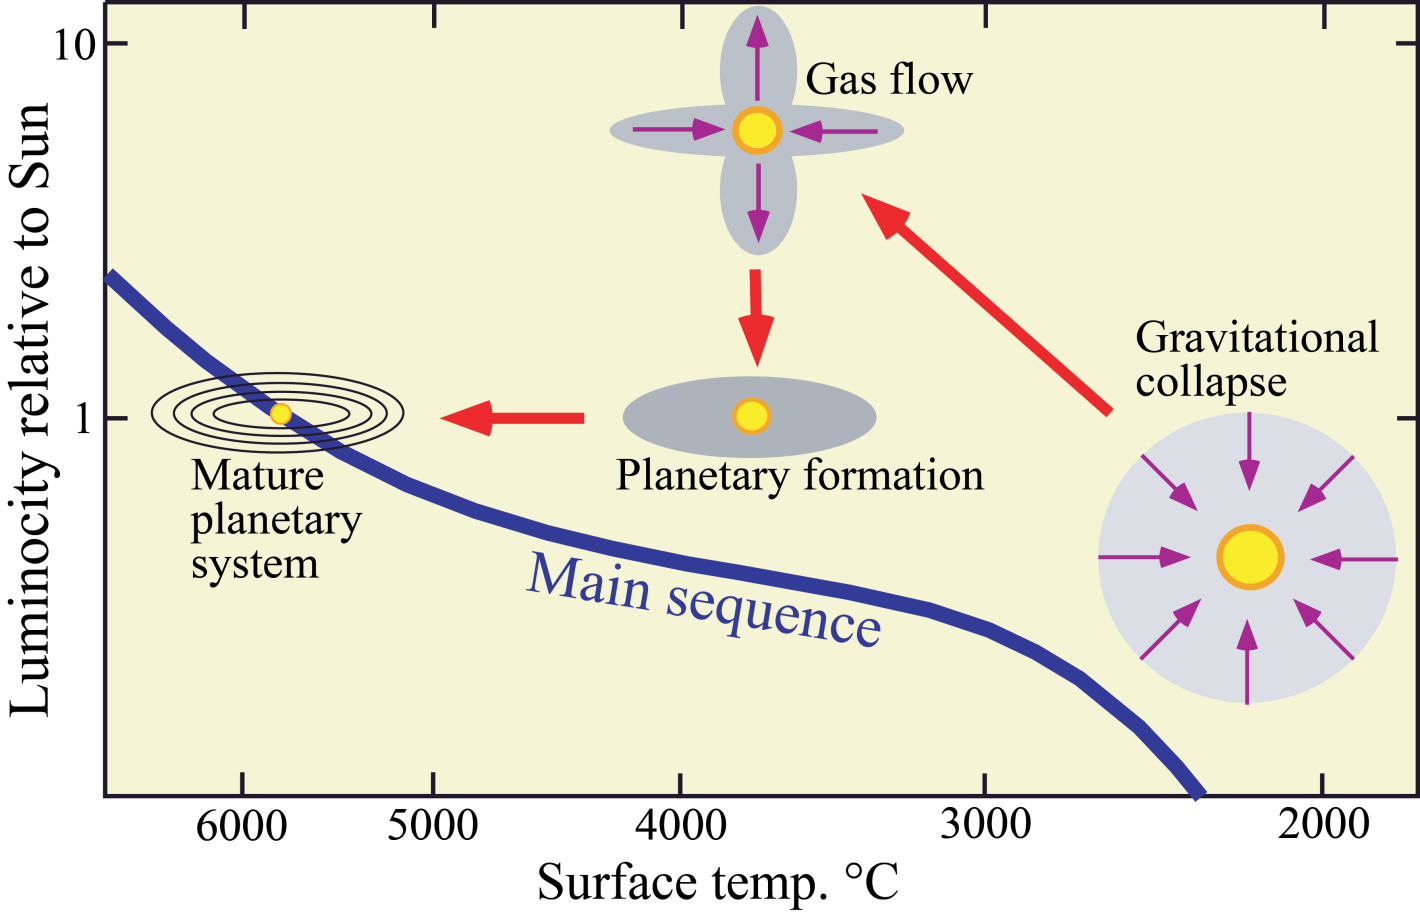 10
Gas flow
Luminocity relative to Sun
Gravitational
collapse
1
Mature
planetary
system
Planetary formation
Main sequence
6000
5000
4000
3000
2000
Surface temp. °C